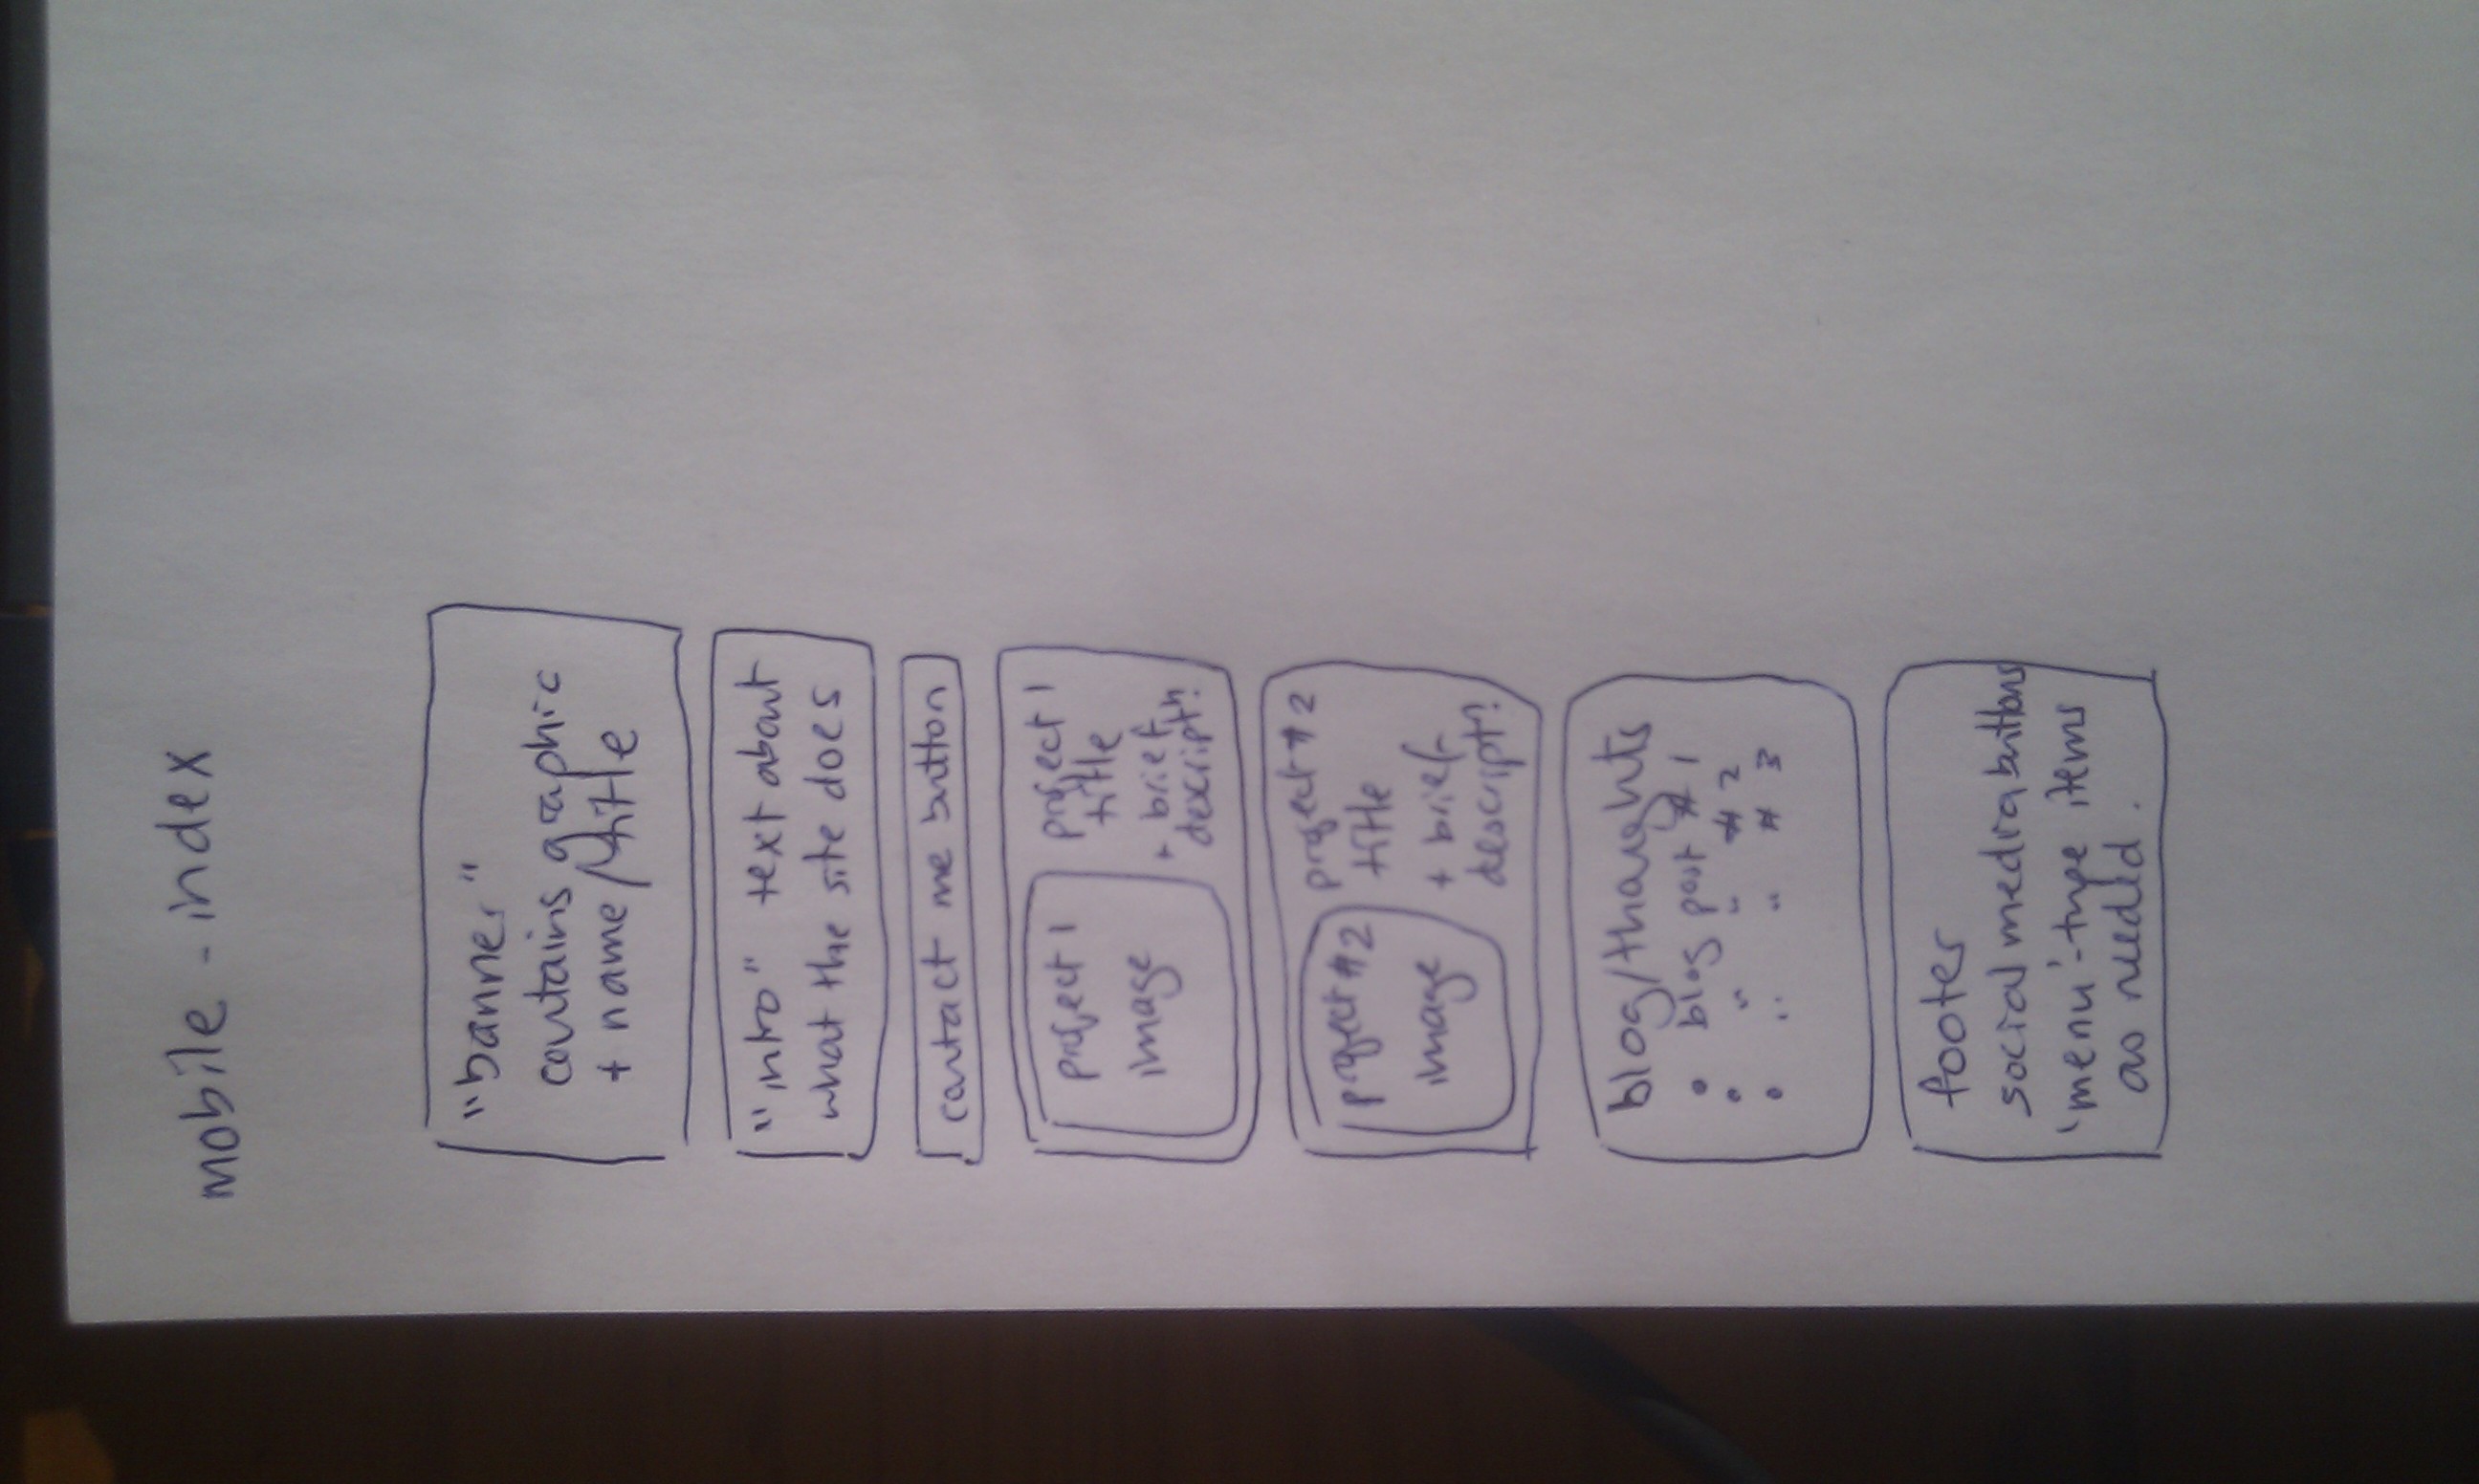 mobile - index
"banner"
contains graphic
+ name/title
"intro" text about
what the site does
contact me button
project 1
image
project 1
title
+ brief
descript'n.
project #2
image
project #2
title
+ brief
descript'n.
blog/thoughts
• blog post #1
• " " #2
• " " #3
footer
social media buttons
'menu'-type items
as needed.